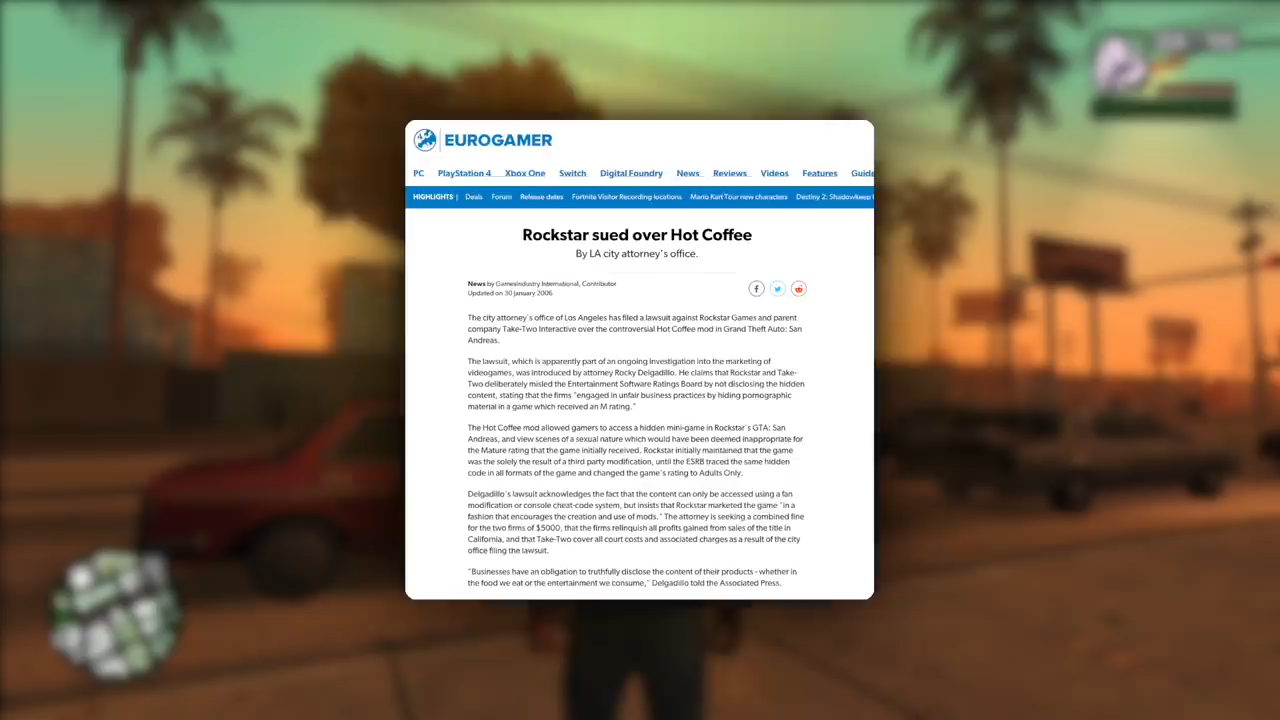 EUROGAMER
PC PlayStation 4 Xbox One Switch Digital Foundry News Reviews Videos Features Guide
HIGHLIGHTS | Deals Forum Release dates Fortnite Visitor Recording locations Mario Kart Tour new characters Destiny 2: Shadowkeep
Rockstar sued over Hot Coffee
By LA city attorney's office.
News by GamesIndustry International, Contributor
Updated on 30 January 2006
The city attorney's office of Los Angeles has filed a lawsuit against Rockstar Games and parent
company Take-Two Interactive over the controversial Hot Coffee mod in Grand Theft Auto: San
Andreas.
The lawsuit, which is apparently part of an ongoing investigation into the marketing of
videogames, was introduced by attorney Rocky Delgadillo. He claims that Rockstar and Take-
Two deliberately misled the Entertainment Software Ratings Board by not disclosing the hidden
content, stating that the firms "engaged in unfair business practices by hiding pornographic
material in a game which received an M rating."
The Hot Coffee mod allowed gamers to access a hidden mini-game in Rockstar's GTA: San
Andreas, and view scenes of a sexual nature which would have been deemed inappropriate for
the Mature rating that the game initially received. Rockstar initially maintained that the game
was the solely the result of a third party modification, until the ESRB traced the same hidden
code in all formats of the game and changed the game's rating to Adults Only.
Delgadillo's lawsuit acknowledges the fact that the content can only be accessed using a fan
modification or console cheat-code system, but insists that Rockstar marketed the game "in a
fashion that encourages the creation and use of mods." The attorney is seeking a combined fine
for the two firms of $5000, that the firms relinquish all profits gained from sales of the title in
California, and that Take-Two cover all court costs and associated charges as a result of the city
office filing the lawsuit.
"Businesses have an obligation to truthfully disclose the content of their products - whether in
the food we eat or the entertainment we consume," Delgadillo told the Associated Press.